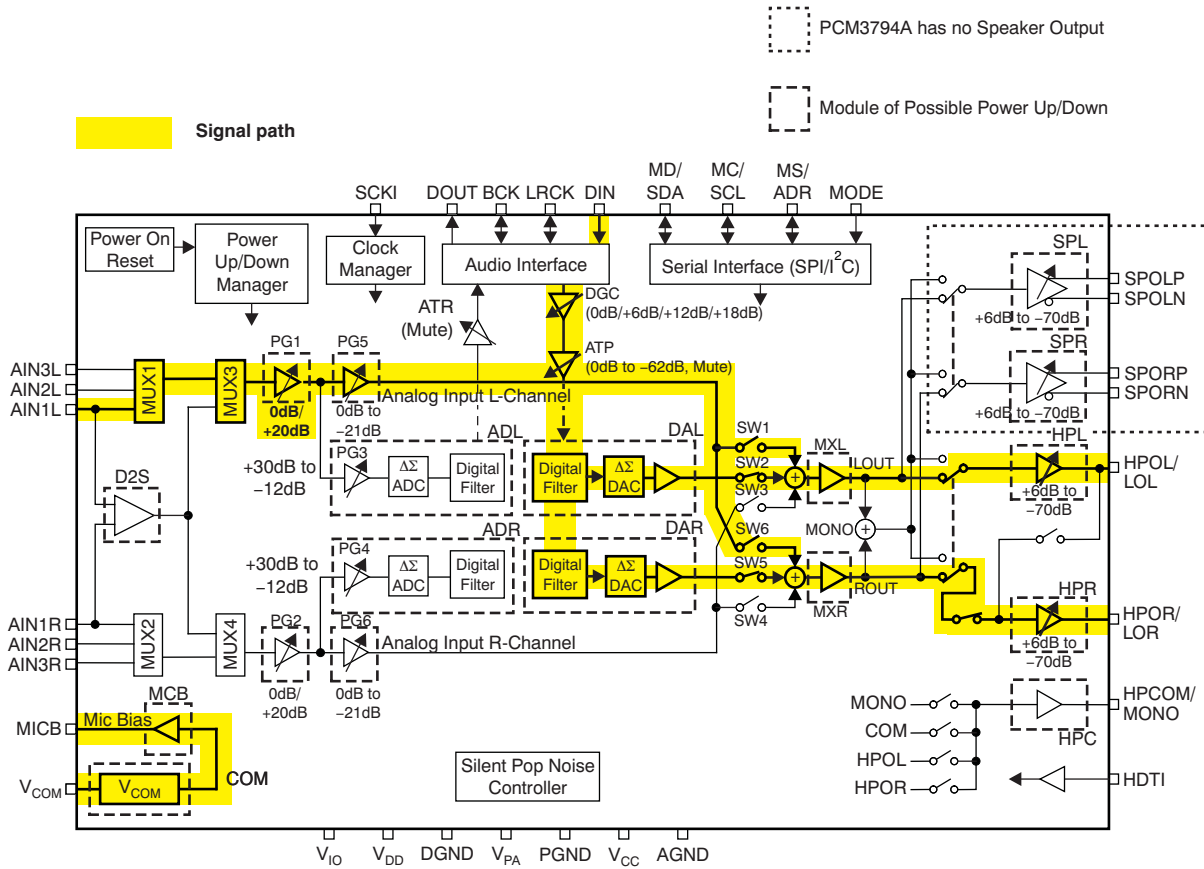 PCM3794A has no Speaker Output
Module of Possible Power Up/Down
Signal path
SCKI
DOUT
BCK
LRCK
DIN
MD/
SDA
MC/
SCL
MS/
ADR
MODE
Power On
Reset
Power
Up/Down
Manager
Clock
Manager
Audio Interface
Serial Interface (SPI/I²C)
ATR
(Mute)
DGC
(0dB/+6dB/+12dB/+18dB)
ATP
(0dB to −62dB, Mute)
SPL
+6dB to −70dB
SPOLP
SPOLN
SPR
+6dB to −70dB
SPORP
SPORN
AIN3L
AIN2L
AIN1L
MUX1
MUX3
PG1
0dB/
+20dB
PG5
0dB to
−21dB
Analog Input L-Channel
ADL
+30dB to
−12dB
PG3
ΔΣ
ADC
Digital
Filter
DAL
Digital
Filter
ΔΣ
DAC
SW1
SW2
SW3
MXL
LOUT
HPL
+6dB to
−70dB
HPOL/
LOL
D2S
ADR
+30dB to
−12dB
PG4
ΔΣ
ADC
Digital
Filter
DAR
Digital
Filter
ΔΣ
DAC
SW6
SW5
SW4
MONO
MXR
ROUT
HPR
+6dB to
−70dB
HPOR/
LOR
AIN1R
AIN2R
AIN3R
MUX2
MUX4
PG2
0dB/
+20dB
PG6
0dB to
−21dB
Analog Input R-Channel
MICB
Mic Bias
MCB
COM
VCOM
VCOM
Silent Pop Noise
Controller
MONO
COM
HPOL
HPOR
HPC
HPCOM/
MONO
HDTI
VIO
VDD
DGND
VPA
PGND
VCC
AGND